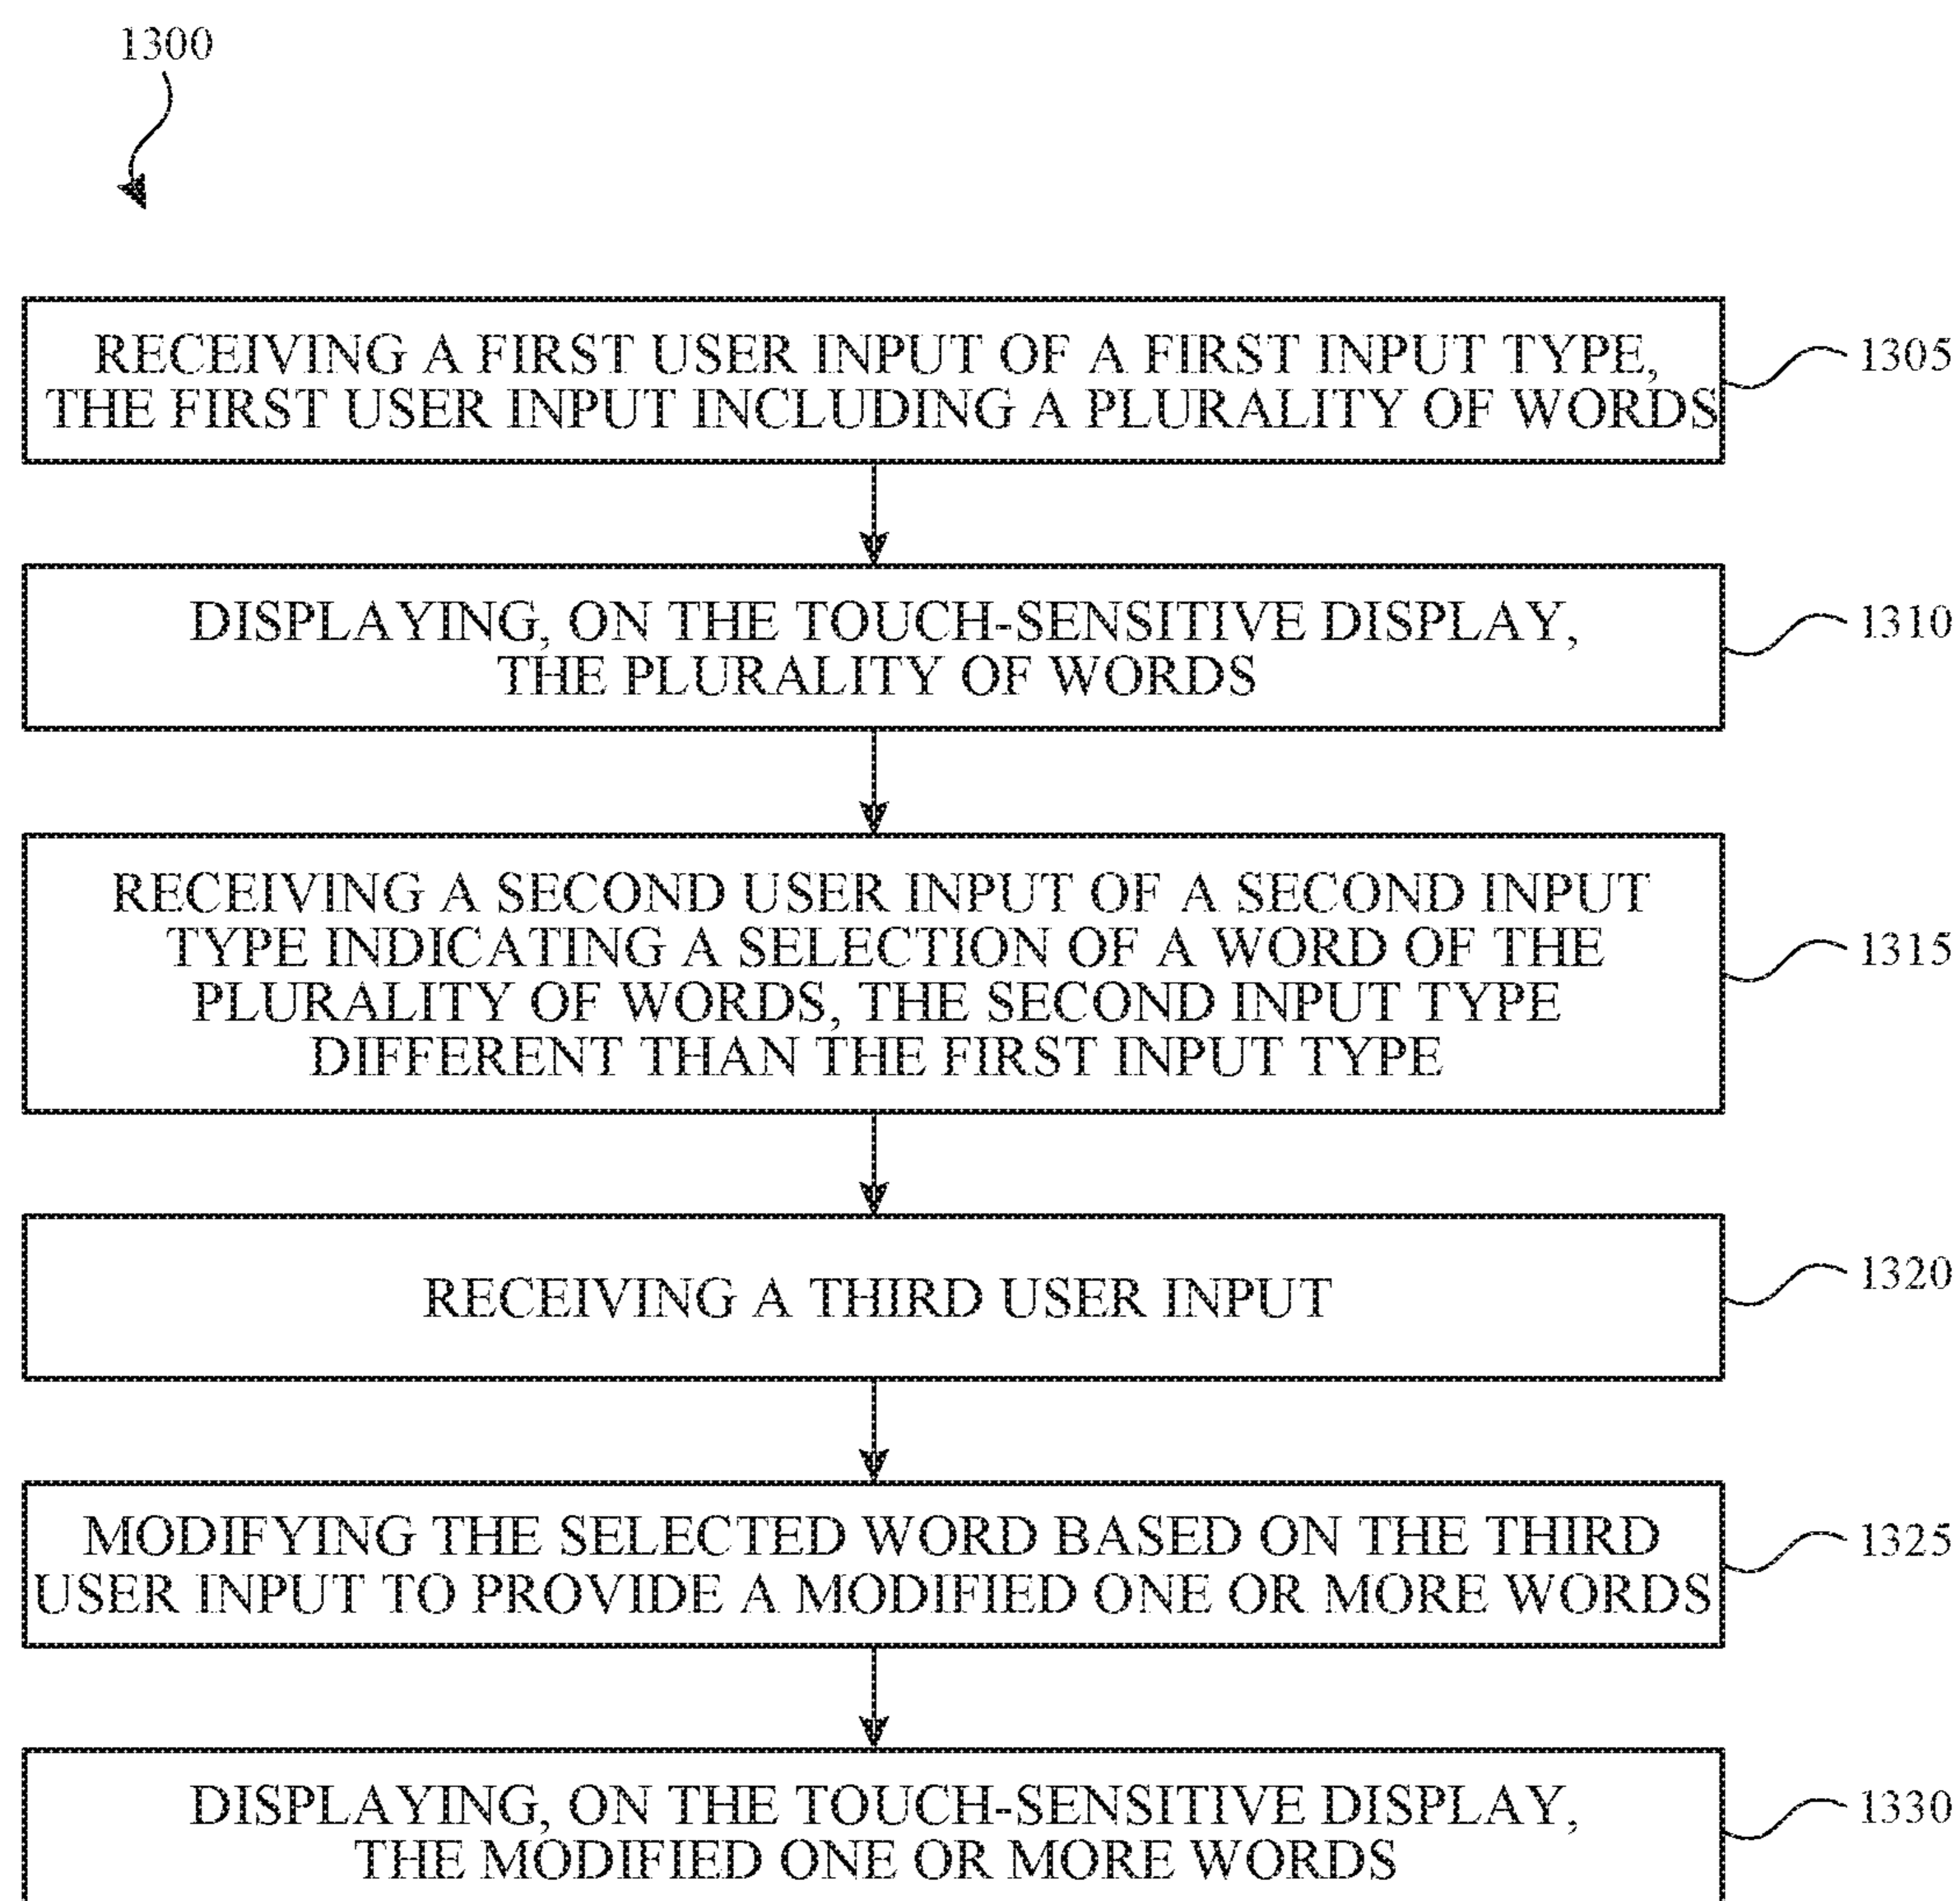 1300
RECEIVING A FIRST USER INPUT OF A FIRST INPUT TYPE,
THE FIRST USER INPUT INCLUDING A PLURALITY OF WORDS
1305
DISPLAYING, ON THE TOUCH-SENSITIVE DISPLAY,
THE PLURALITY OF WORDS
1310
RECEIVING A SECOND USER INPUT OF A SECOND INPUT
TYPE INDICATING A SELECTION OF A WORD OF THE
PLURALITY OF WORDS, THE SECOND INPUT TYPE
DIFFERENT THAN THE FIRST INPUT TYPE
1315
RECEIVING A THIRD USER INPUT
1320
MODIFYING THE SELECTED WORD BASED ON THE THIRD
USER INPUT TO PROVIDE A MODIFIED ONE OR MORE WORDS
1325
DISPLAYING, ON THE TOUCH-SENSITIVE DISPLAY,
THE MODIFIED ONE OR MORE WORDS
1330